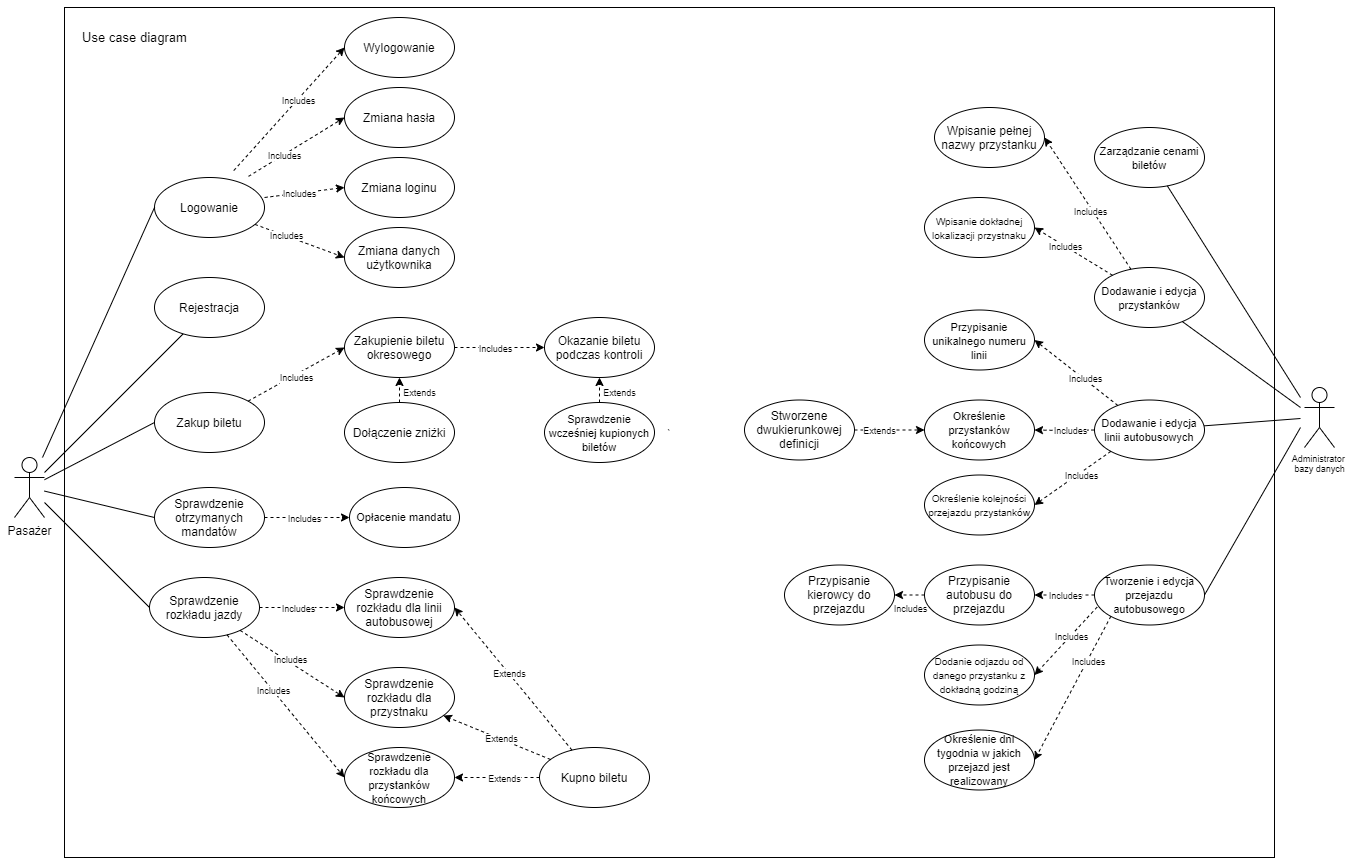 Use case diagram
Wylogowanie
Includes
Zmiana hasła
Includes
Zmiana loginu
Includes
Logowanie
Includes
Zmiana danych
użytkownika
Rejestracja
Zakupienie biletu
okresowego
Includes
Okazanie biletu
podczas kontroli
Includes
Extends
Extends
Zakup biletu
Dołączenie zniżki
Sprawdzenie
wcześniej kupionych
biletów
Pasażer
Sprawdzenie
otrzymanych
mandatów
Includes
Opłacenie mandatu
Sprawdzenie
rozkładu jazdy
Includes
Sprawdzenie
rozkładu dla linii
autobusowej
Includes
Includes
Extends
Sprawdzenie
rozkładu dla
przystnaku
Extends
Sprawdzenie
rozkładu dla
przystanków
końcowych
Extends
Kupno biletu
Wpisanie pełnej
nazwy przystanku
Zarządzanie cenami
biletów
Includes
Wpisanie dokładnej
lokalizacji przystnaku
Includes
Dodawanie i edycja
przystanków
Przypisanie
unikalnego numeru
linii
Includes
Stworzene
dwukierunkowej
definicji
Extends
Określenie
przystanków
końcowych
Includes
Dodawanie i edycja
linii autobusowych
Administrator
bazy danych
Includes
Określenie kolejności
przejazdu przystanków
Przypisanie
kierowcy do
przejazdu
Includes
Przypisanie
autobusu do
przejazdu
Includes
Tworzenie i edycja
przejazdu
autobusowego
Includes
Includes
Dodanie odjazdu od
danego przystanku z
dokładną godziną
Określenie dni
tygodnia w jakich
przejazd jest
realizowany